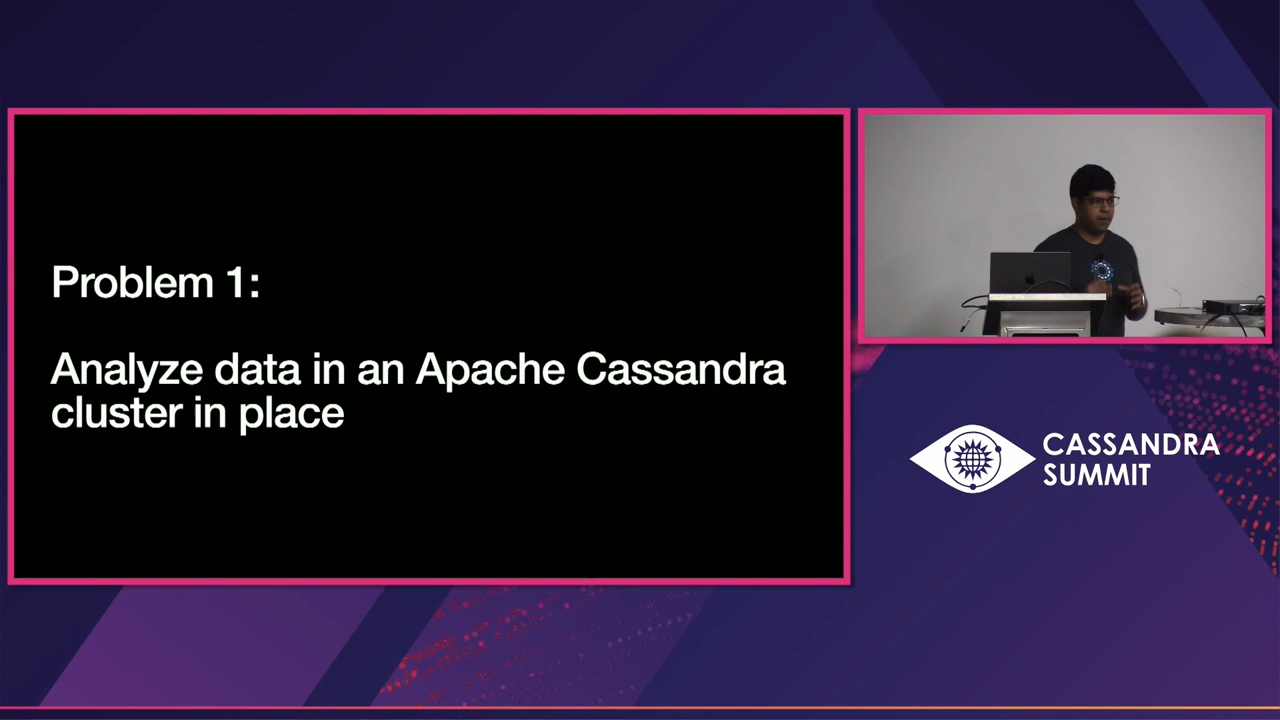 Problem 1:
Analyze data in an Apache Cassandra
cluster in place
CASSANDRA
SUMMIT